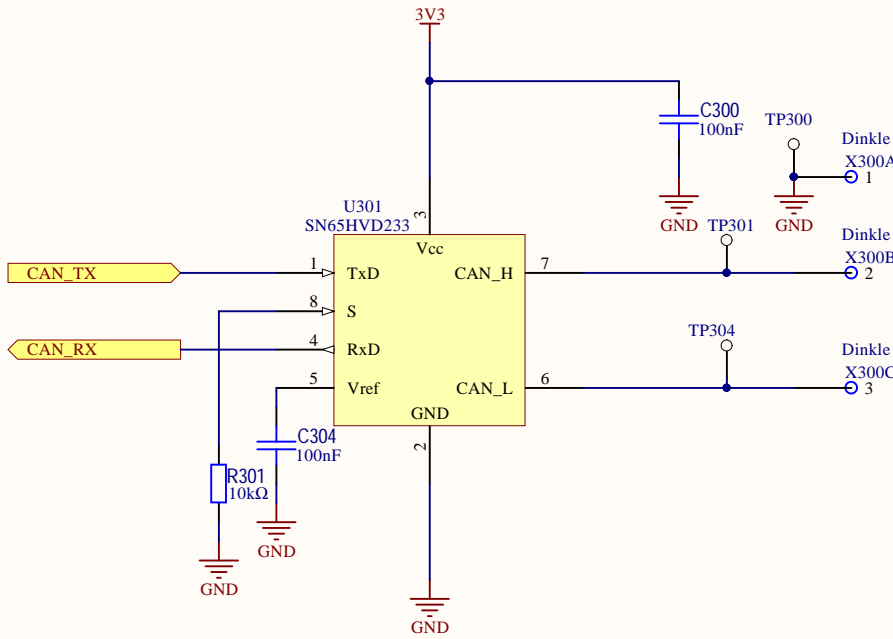 3V3
C300
100nF
TP300
Dinkle
X300A
1
GND
GND
U301
SN65HVD233
3
Vcc
TP301
Dinkle
X300B
2
CAN_TX
1
TxD
CAN_H
7
8
S
CAN_RX
4
RxD
TP304
Dinkle
X300C
3
5
Vref
CAN_L
6
GND
2
C304
100nF
R301
10kΩ
GND
GND
GND